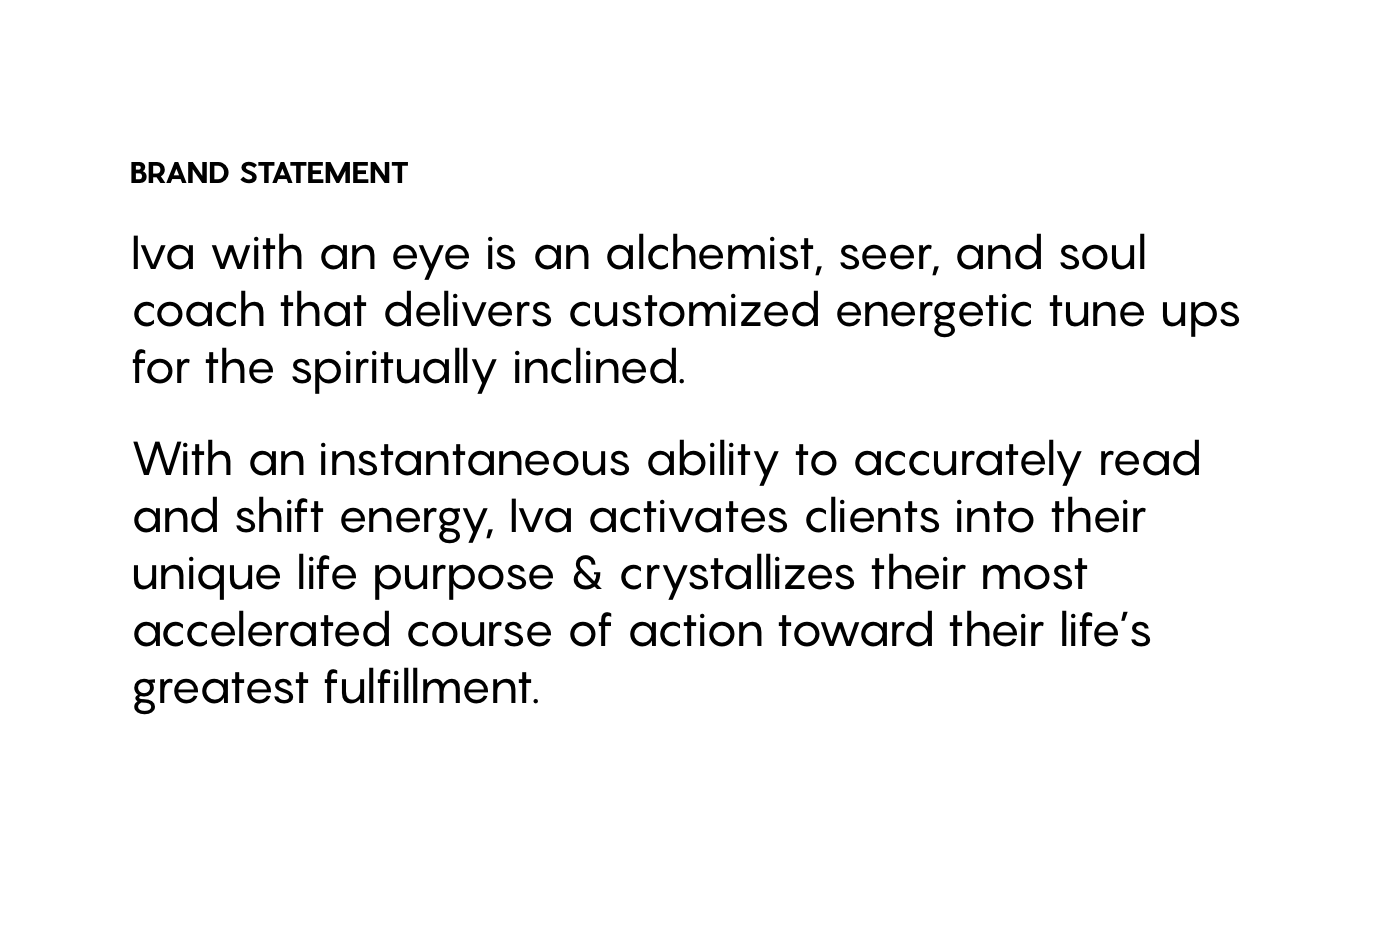 BRAND STATEMENT
Iva with an eye is an alchemist, seer, and soul
coach that delivers customized energetic tune ups
for the spiritually inclined.
With an instantaneous ability to accurately read
and shift energy, Iva activates clients into their
unique life purpose & crystallizes their most
accelerated course of action toward their life’s
greatest fulfillment.